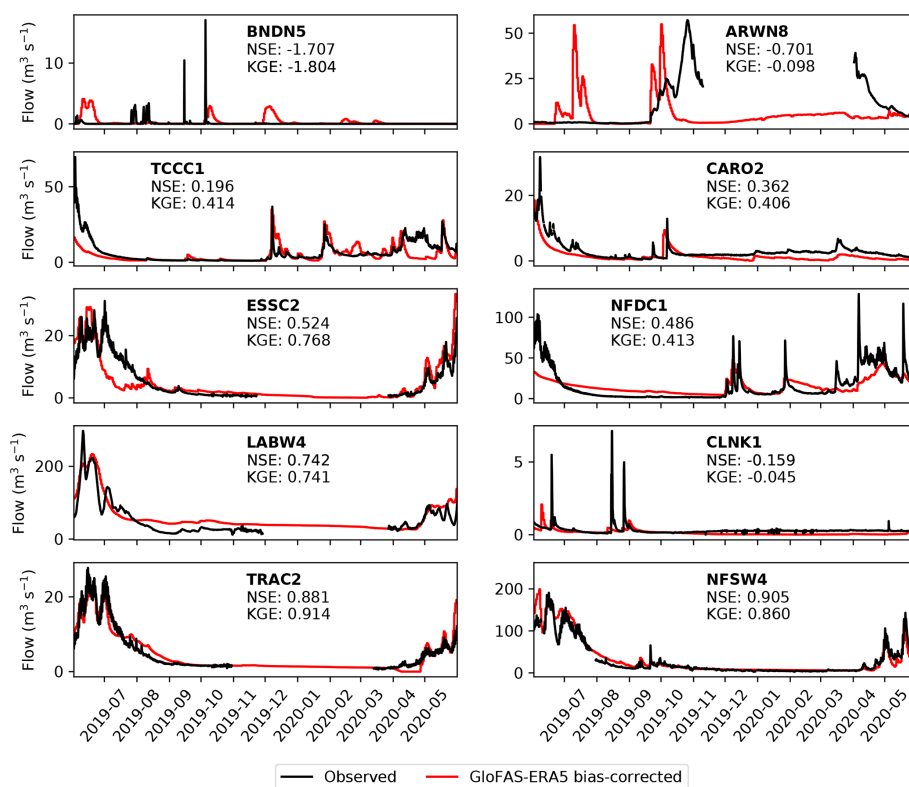 BNDN5
NSE: -1.707
KGE: -1.804
Flow (m³ s⁻¹)
10
0
ARWN8
NSE: -0.701
KGE: -0.098
50
25
0
TCCC1
NSE: 0.196
KGE: 0.414
Flow (m³ s⁻¹)
50
0
CARO2
NSE: 0.362
KGE: 0.406
20
0
ESSC2
NSE: 0.524
KGE: 0.768
Flow (m³ s⁻¹)
20
0
NFDC1
NSE: 0.486
KGE: 0.413
100
50
0
LABW4
NSE: 0.742
KGE: 0.741
Flow (m³ s⁻¹)
200
0
CLNK1
NSE: -0.159
KGE: -0.045
5
0
TRAC2
NSE: 0.881
KGE: 0.914
Flow (m³ s⁻¹)
20
0
NFSW4
NSE: 0.905
KGE: 0.860
200
100
0
2019-07 2019-08 2019-09 2019-10 2019-11 2019-12 2020-01 2020-02 2020-03 2020-04 2020-05
2019-07 2019-08 2019-09 2019-10 2019-11 2019-12 2020-01 2020-02 2020-03 2020-04 2020-05
Observed GloFAS-ERA5 bias-corrected